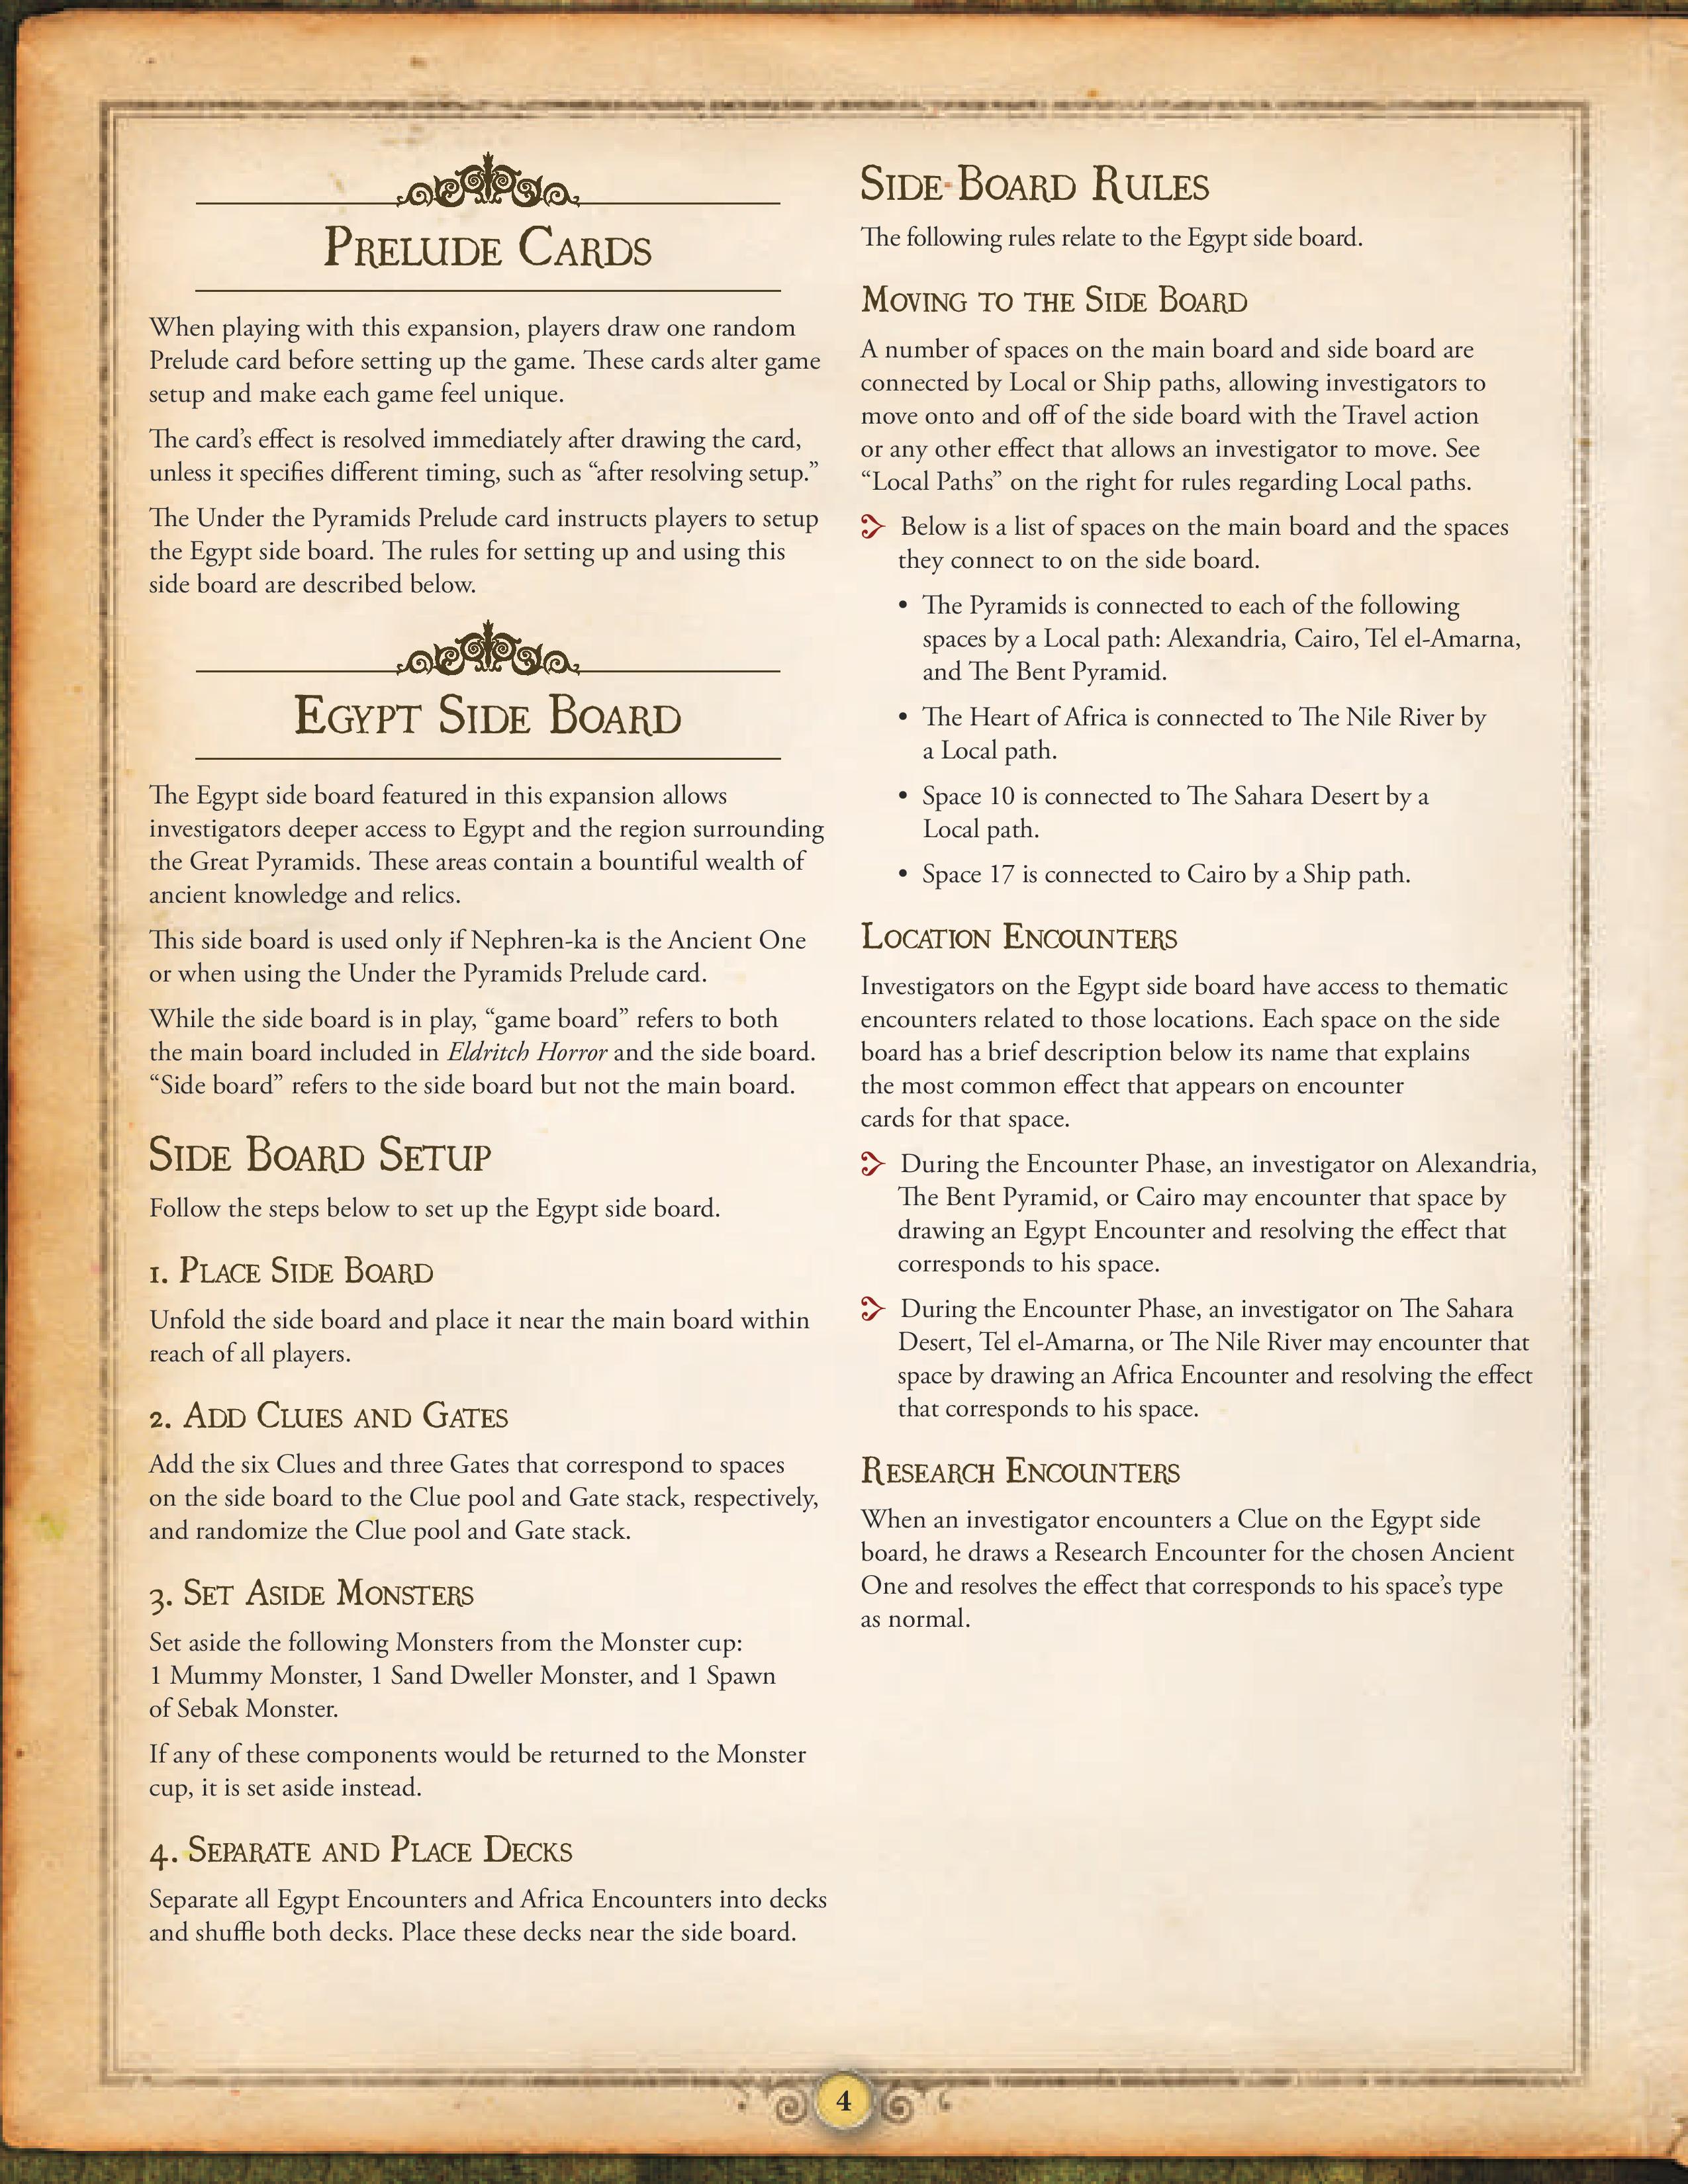 Prelude Cards
When playing with this expansion, players draw one random
Prelude card before setting up the game. These cards alter game
setup and make each game feel unique.
The card's effect is resolved immediately after drawing the card,
unless it specifies different timing, such as “after resolving setup.”
The Under the Pyramids Prelude card instructs players to setup
the Egypt side board. The rules for setting up and using this
side board are described below.
Egypt Side Board
The Egypt side board featured in this expansion allows
investigators deeper access to Egypt and the region surrounding
the Great Pyramids. These areas contain a bountiful wealth of
ancient knowledge and relics.
This side board is used only if Nephren-ka is the Ancient One
or when using the Under the Pyramids Prelude card.
While the side board is in play, “game board” refers to both
the main board included in Eldritch Horror and the side board.
“Side board” refers to the side board but not the main board.
Side Board Setup
Follow the steps below to set up the Egypt side board.
1. Place Side Board
Unfold the side board and place it near the main board within
reach of all players.
2. Add Clues and Gates
Add the six Clues and three Gates that correspond to spaces
on the side board to the Clue pool and Gate stack, respectively,
and randomize the Clue pool and Gate stack.
3. Set Aside Monsters
Set aside the following Monsters from the Monster cup:
1 Mummy Monster, 1 Sand Dweller Monster, and 1 Spawn
of Sebak Monster.
If any of these components would be returned to the Monster
cup, it is set aside instead.
4. Separate and Place Decks
Separate all Egypt Encounters and Africa Encounters into decks
and shuffle both decks. Place these decks near the side board.
Side-Board Rules
The following rules relate to the Egypt side board.
Moving to the Side Board
A number of spaces on the main board and side board are
connected by Local or Ship paths, allowing investigators to
move onto and off of the side board with the Travel action
or any other effect that allows an investigator to move. See
“Local Paths” on the right for rules regarding Local paths.
Below is a list of spaces on the main board and the spaces
they connect to on the side board.
• The Pyramids is connected to each of the following
spaces by a Local path: Alexandria, Cairo, Tel el-Amarna,
and The Bent Pyramid.
• The Heart of Africa is connected to The Nile River by
a Local path.
• Space 10 is connected to The Sahara Desert by a
Local path.
• Space 17 is connected to Cairo by a Ship path.
Location Encounters
Investigators on the Egypt side board have access to thematic
encounters related to those locations. Each space on the side
board has a brief description below its name that explains
the most common effect that appears on encounter
cards for that space.
During the Encounter Phase, an investigator on Alexandria,
The Bent Pyramid, or Cairo may encounter that space by
drawing an Egypt Encounter and resolving the effect that
corresponds to his space.
During the Encounter Phase, an investigator on The Sahara
Desert, Tel el-Amarna, or The Nile River may encounter that
space by drawing an Africa Encounter and resolving the effect
that corresponds to his space.
Research Encounters
When an investigator encounters a Clue on the Egypt side
board, he draws a Research Encounter for the chosen Ancient
One and resolves the effect that corresponds to his space's type
as normal.
4